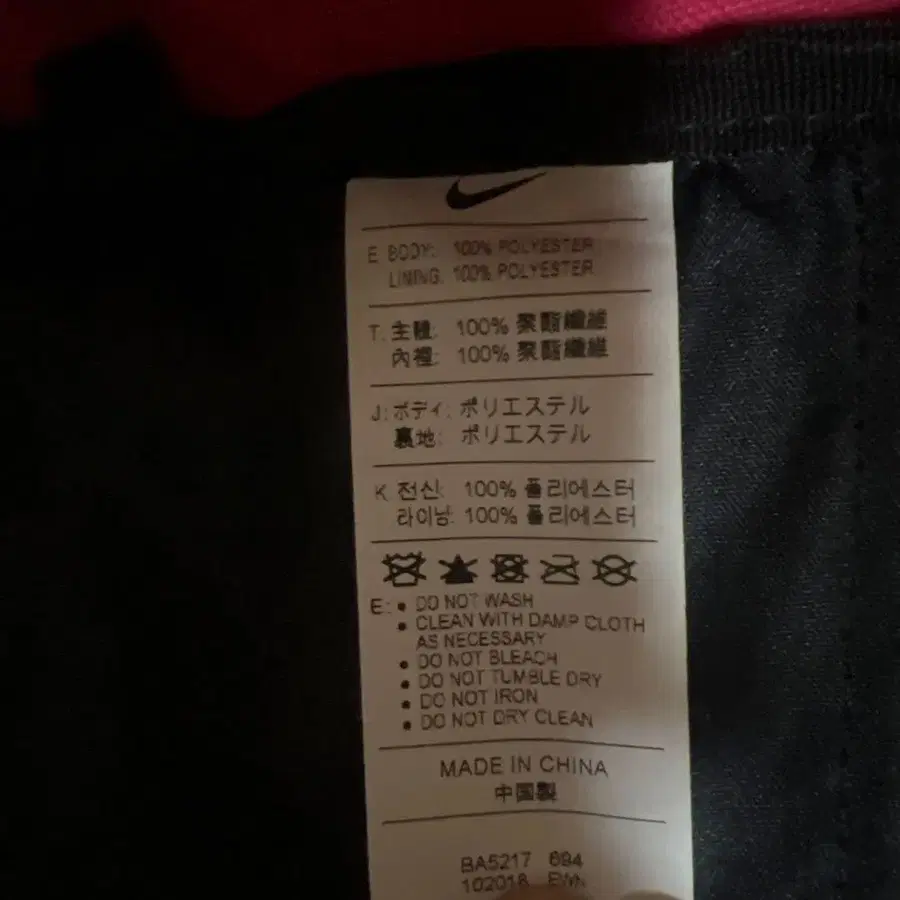 E. BODY: 100% POLYESTER
LINING: 100% POLYESTER
T. 主體: 100% 聚酯纖維
內裡: 100% 聚酯纖維
J: ボディ: ポリエステル
裏地: ポリエステル
K. 전신: 100% 폴리에스터
라이닝: 100% 폴리에스터
E: • DO NOT WASH
• CLEAN WITH DAMP CLOTH
AS NECESSARY
• DO NOT BLEACH
• DO NOT TUMBLE DRY
• DO NOT IRON
• DO NOT DRY CLEAN
MADE IN CHINA
中国製
BA5217 694
102018